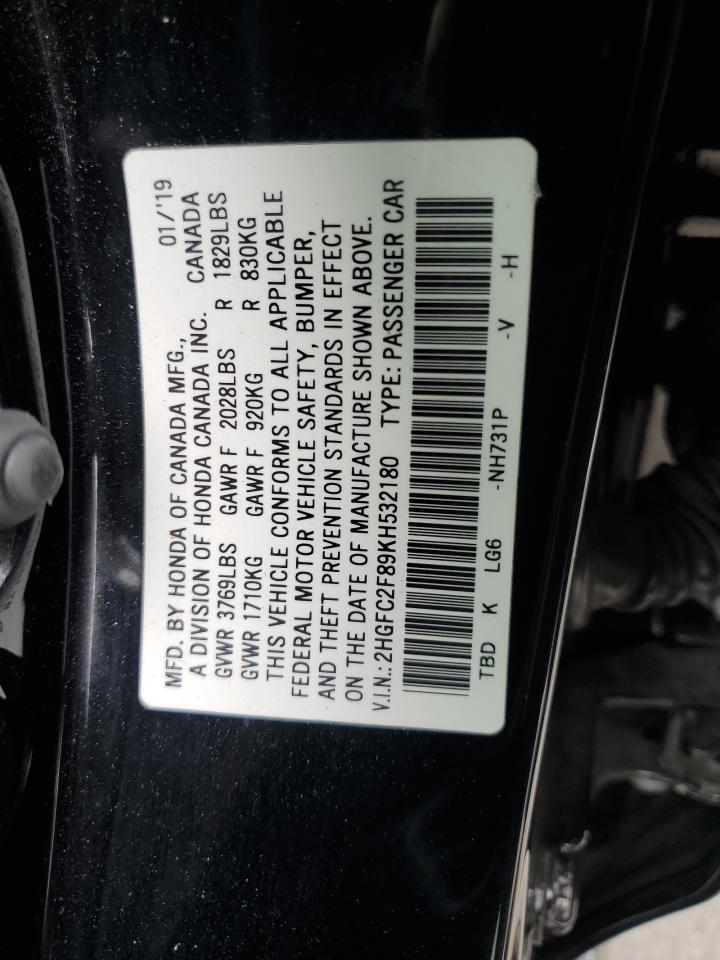 MFD. BY HONDA OF CANADA MFG., 01/'19
A DIVISION OF HONDA CANADA INC. CANADA
GVWR 3769LBS GAWR F 2028LBS R 1829LBS
GVWR 1710KG GAWR F 920KG R 830KG
THIS VEHICLE CONFORMS TO ALL APPLICABLE
FEDERAL MOTOR VEHICLE SAFETY, BUMPER,
AND THEFT PREVENTION STANDARDS IN EFFECT
ON THE DATE OF MANUFACTURE SHOWN ABOVE.
V.I.N.: 2HGFC2F89KH532180 TYPE: PASSENGER CAR
TBD K LG6 -NH731P -V -H